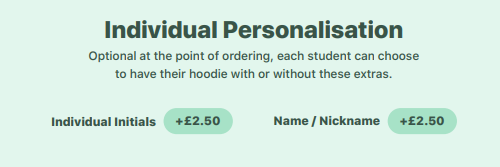 Individual Personalisation
Optional at the point of ordering, each student can choose
to have their hoodie with or without these extras.
Individual Initials +£2.50 Name / Nickname +£2.50